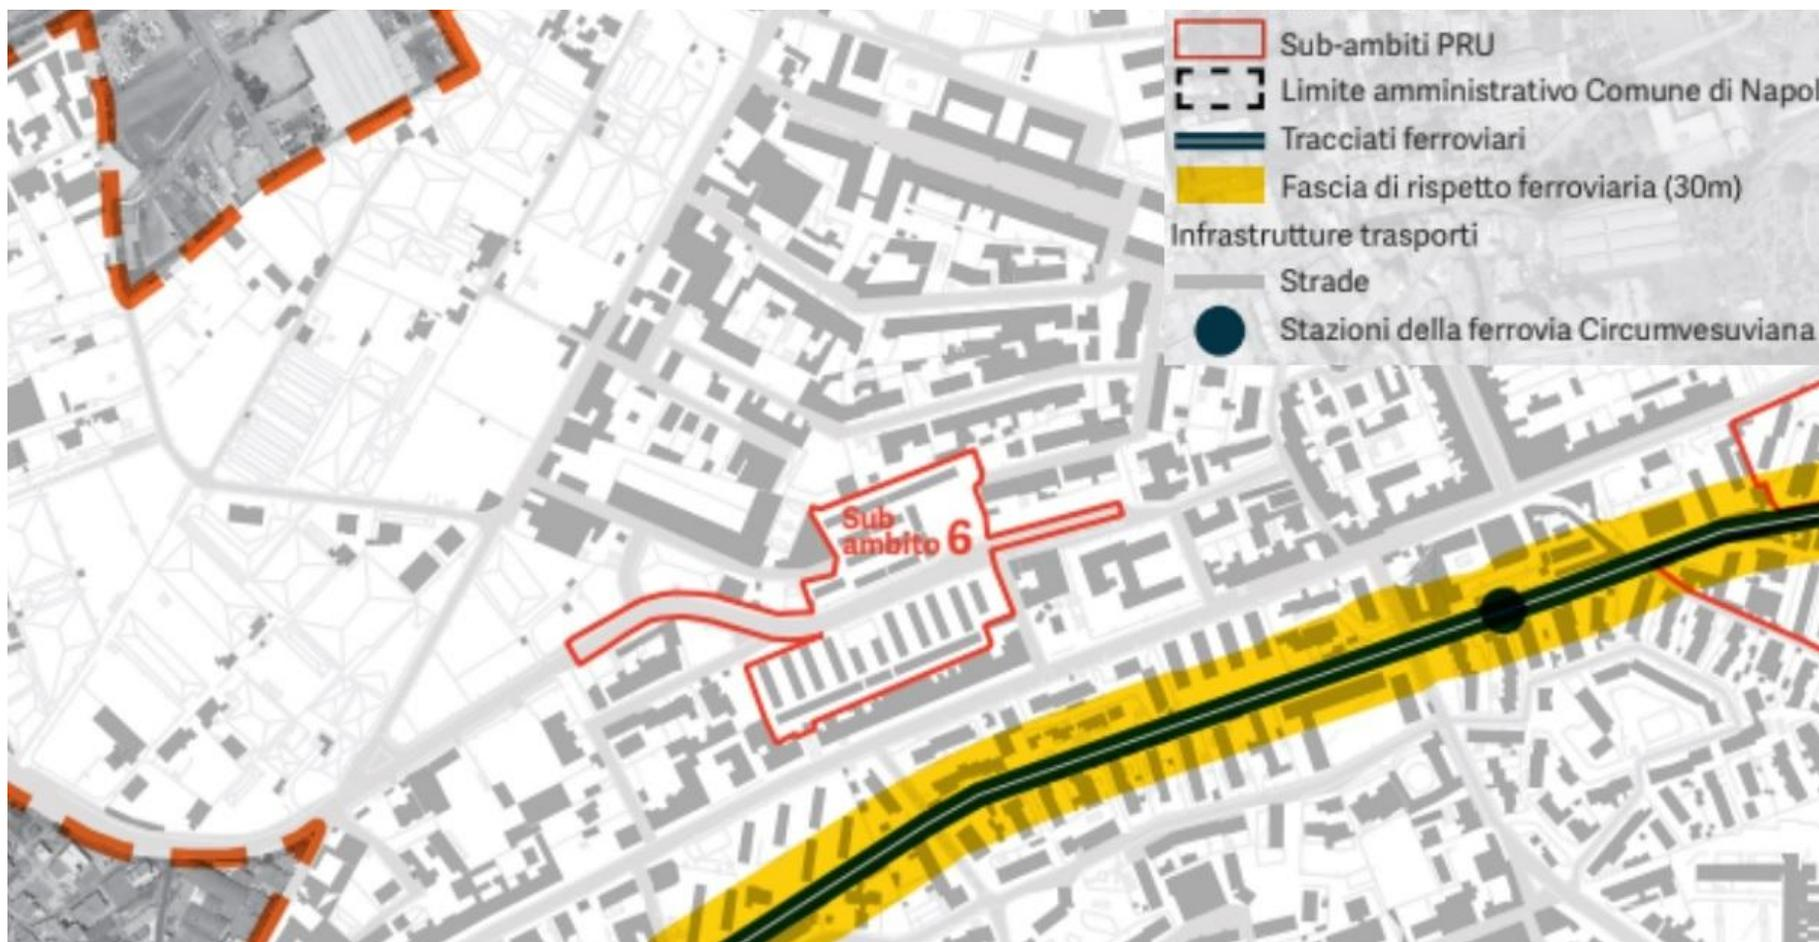 Sub-ambiti PRU
Limite amministrativo Comune di Napol
Tracciati ferroviari
Fascia di rispetto ferroviaria (30m)
Infrastrutture trasporti
Strade
Stazioni della ferrovia Circumvesuviana
Sub
ambito 6